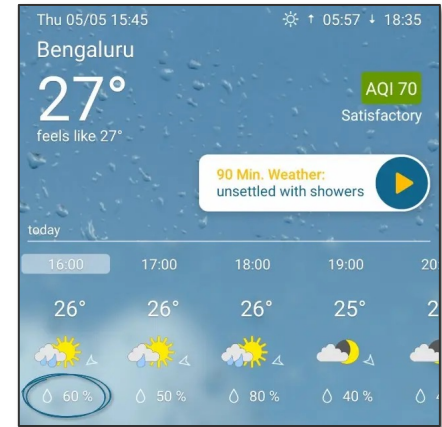 Thu 05/05 15:45 ↑ 05:57 ↓ 18:35
Bengaluru
27°
feels like 27°
AQI 70
Satisfactory
90 Min. Weather:
unsettled with showers
today
16:00 17:00 18:00 19:00 20
26° 26° 26° 25° 2
60 % 50 % 80 % 40 %